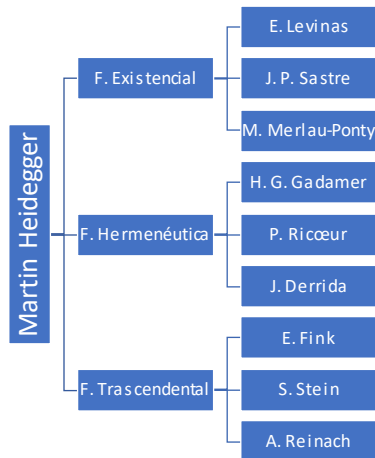 Martin Heidegger
F. Existencial
E. Levinas
J. P. Sastre
M. Merlau-Ponty
F. Hermenéutica
H. G. Gadamer
P. Ricœur
J. Derrida
F. Trascendental
E. Fink
S. Stein
A. Reinach